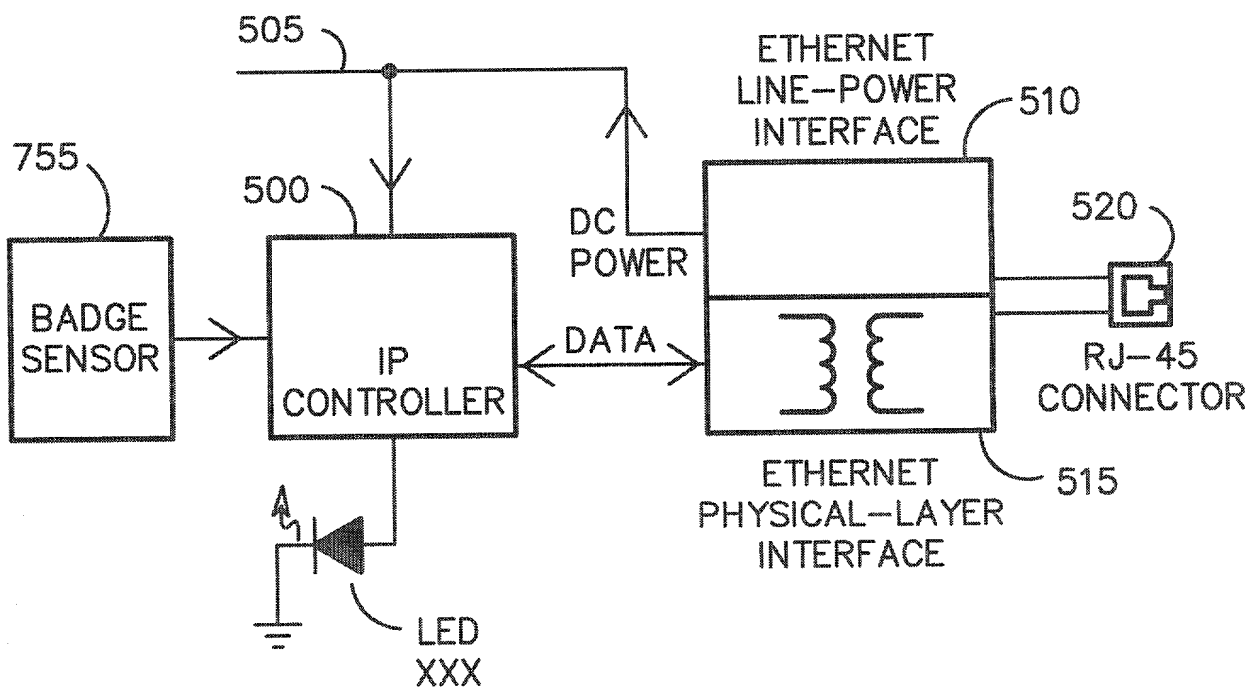 505
ETHERNET
LINE-POWER
INTERFACE
510
755
500
DC
POWER
520
BADGE
SENSOR
IP
CONTROLLER
DATA
RJ-45
CONNECTOR
515
ETHERNET
PHYSICAL-LAYER
INTERFACE
LED
XXX